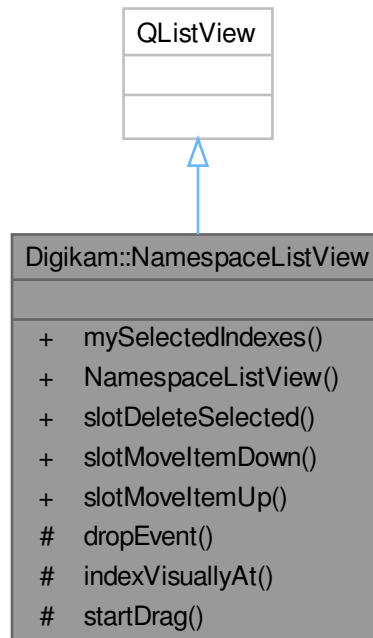 QListView
Digikam::NamespaceListView
+ mySelectedIndexes()
+ NamespaceListView()
+ slotDeleteSelected()
+ slotMoveItemDown()
+ slotMoveItemUp()
# dropEvent()
# indexVisuallyAt()
# startDrag()